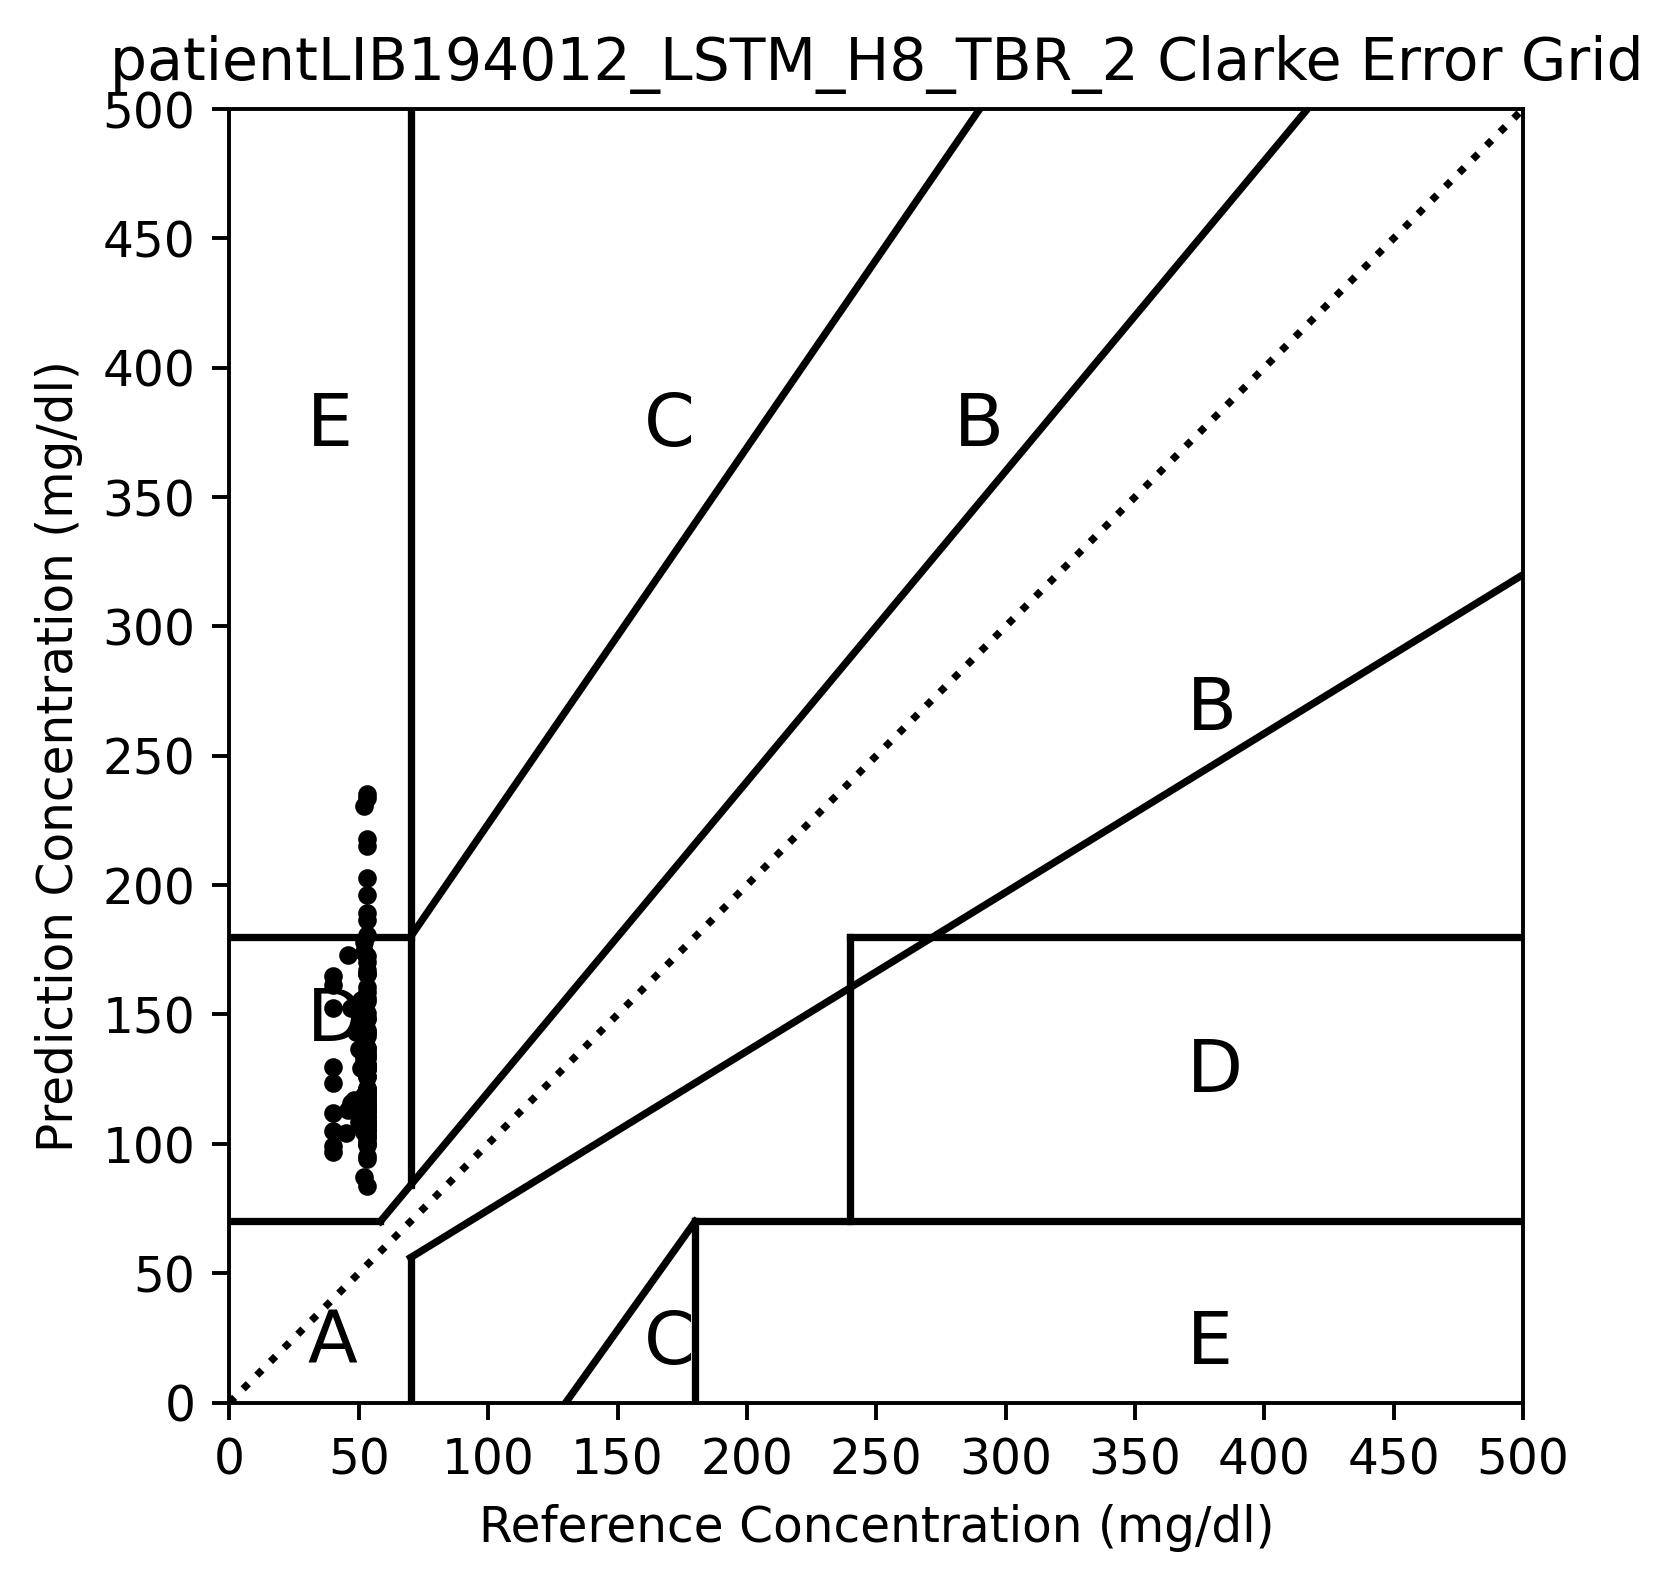 patientLIB194012_LSTM_H8_TBR_2 Clarke Error Grid
500
450
400
350
300
250
200
150
100
50
0
Prediction Concentration (mg/dl)
E
C
B
B
D
D
A
C
E
0 50 100 150 200 250 300 350 400 450 500
Reference Concentration (mg/dl)